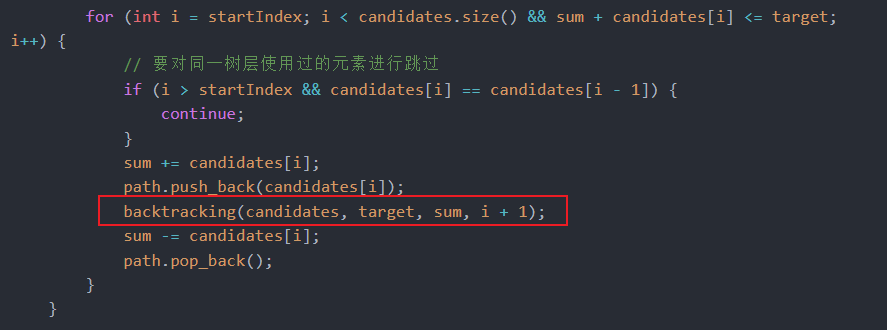 for (int i = startIndex; i < candidates.size() && sum + candidates[i] <= target;
i++) {
// 要对同一树层使用过的元素进行跳过
if (i > startIndex && candidates[i] == candidates[i - 1]) {
continue;
}
sum += candidates[i];
path.push_back(candidates[i]);
backtracking(candidates, target, sum, i + 1);
sum -= candidates[i];
path.pop_back();
}
}